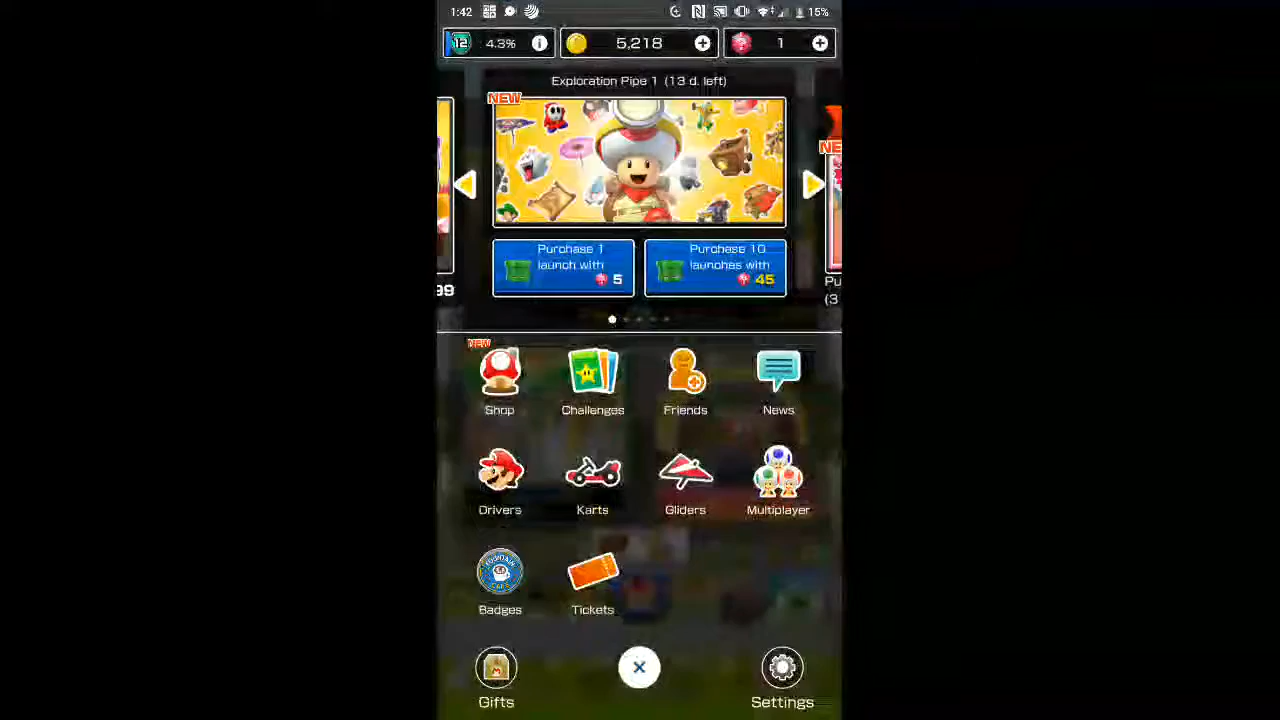 1:42 15%
12 4.3% i 5,218 1
Exploration Pipe 1 (13 d. left)
NEW
Purchase 1
launch with
5
Purchase 10
launches with
45
99
NEW
Shop
Challenges
Friends
News
Drivers
Karts
Gliders
Multiplayer
Badges
Tickets
Gifts
Settings